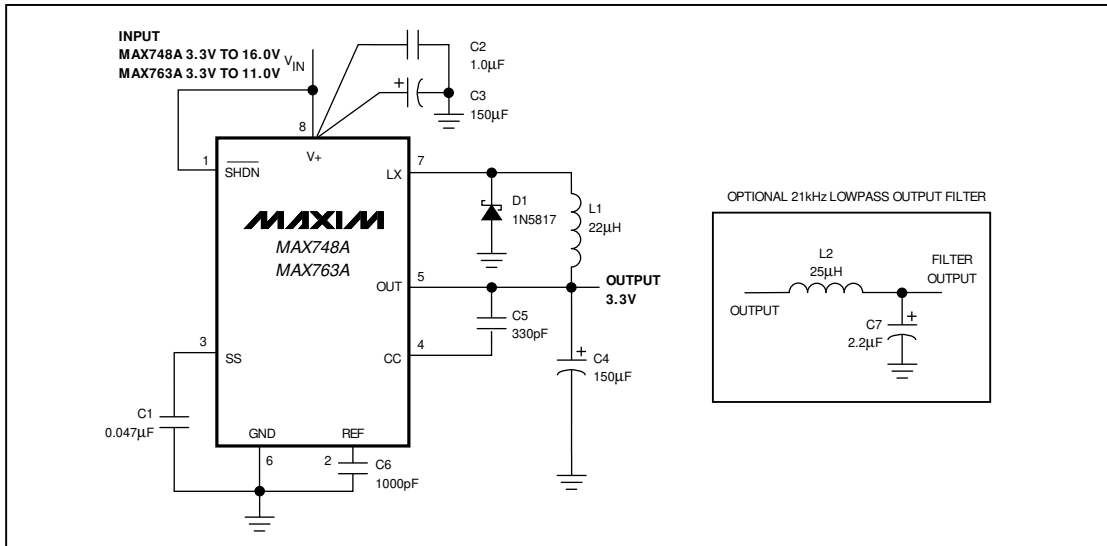 INPUT
MAX748A 3.3V TO 16.0V
MAX763A 3.3V TO 11.0V
VIN
C2
1.0µF
C3
150µF
+
8
V+
1
SHDN
7
LX
MAXIM
MAX748A
MAX763A
D1
1N5817
L1
22µH
5
OUT
OUTPUT
3.3V
C5
330pF
4
CC
+
C4
150µF
3
SS
C1
0.047µF
GND
6
REF
2
C6
1000pF
OPTIONAL 21kHz LOWPASS OUTPUT FILTER
L2
25µH
OUTPUT
FILTER
OUTPUT
+
C7
2.2µF